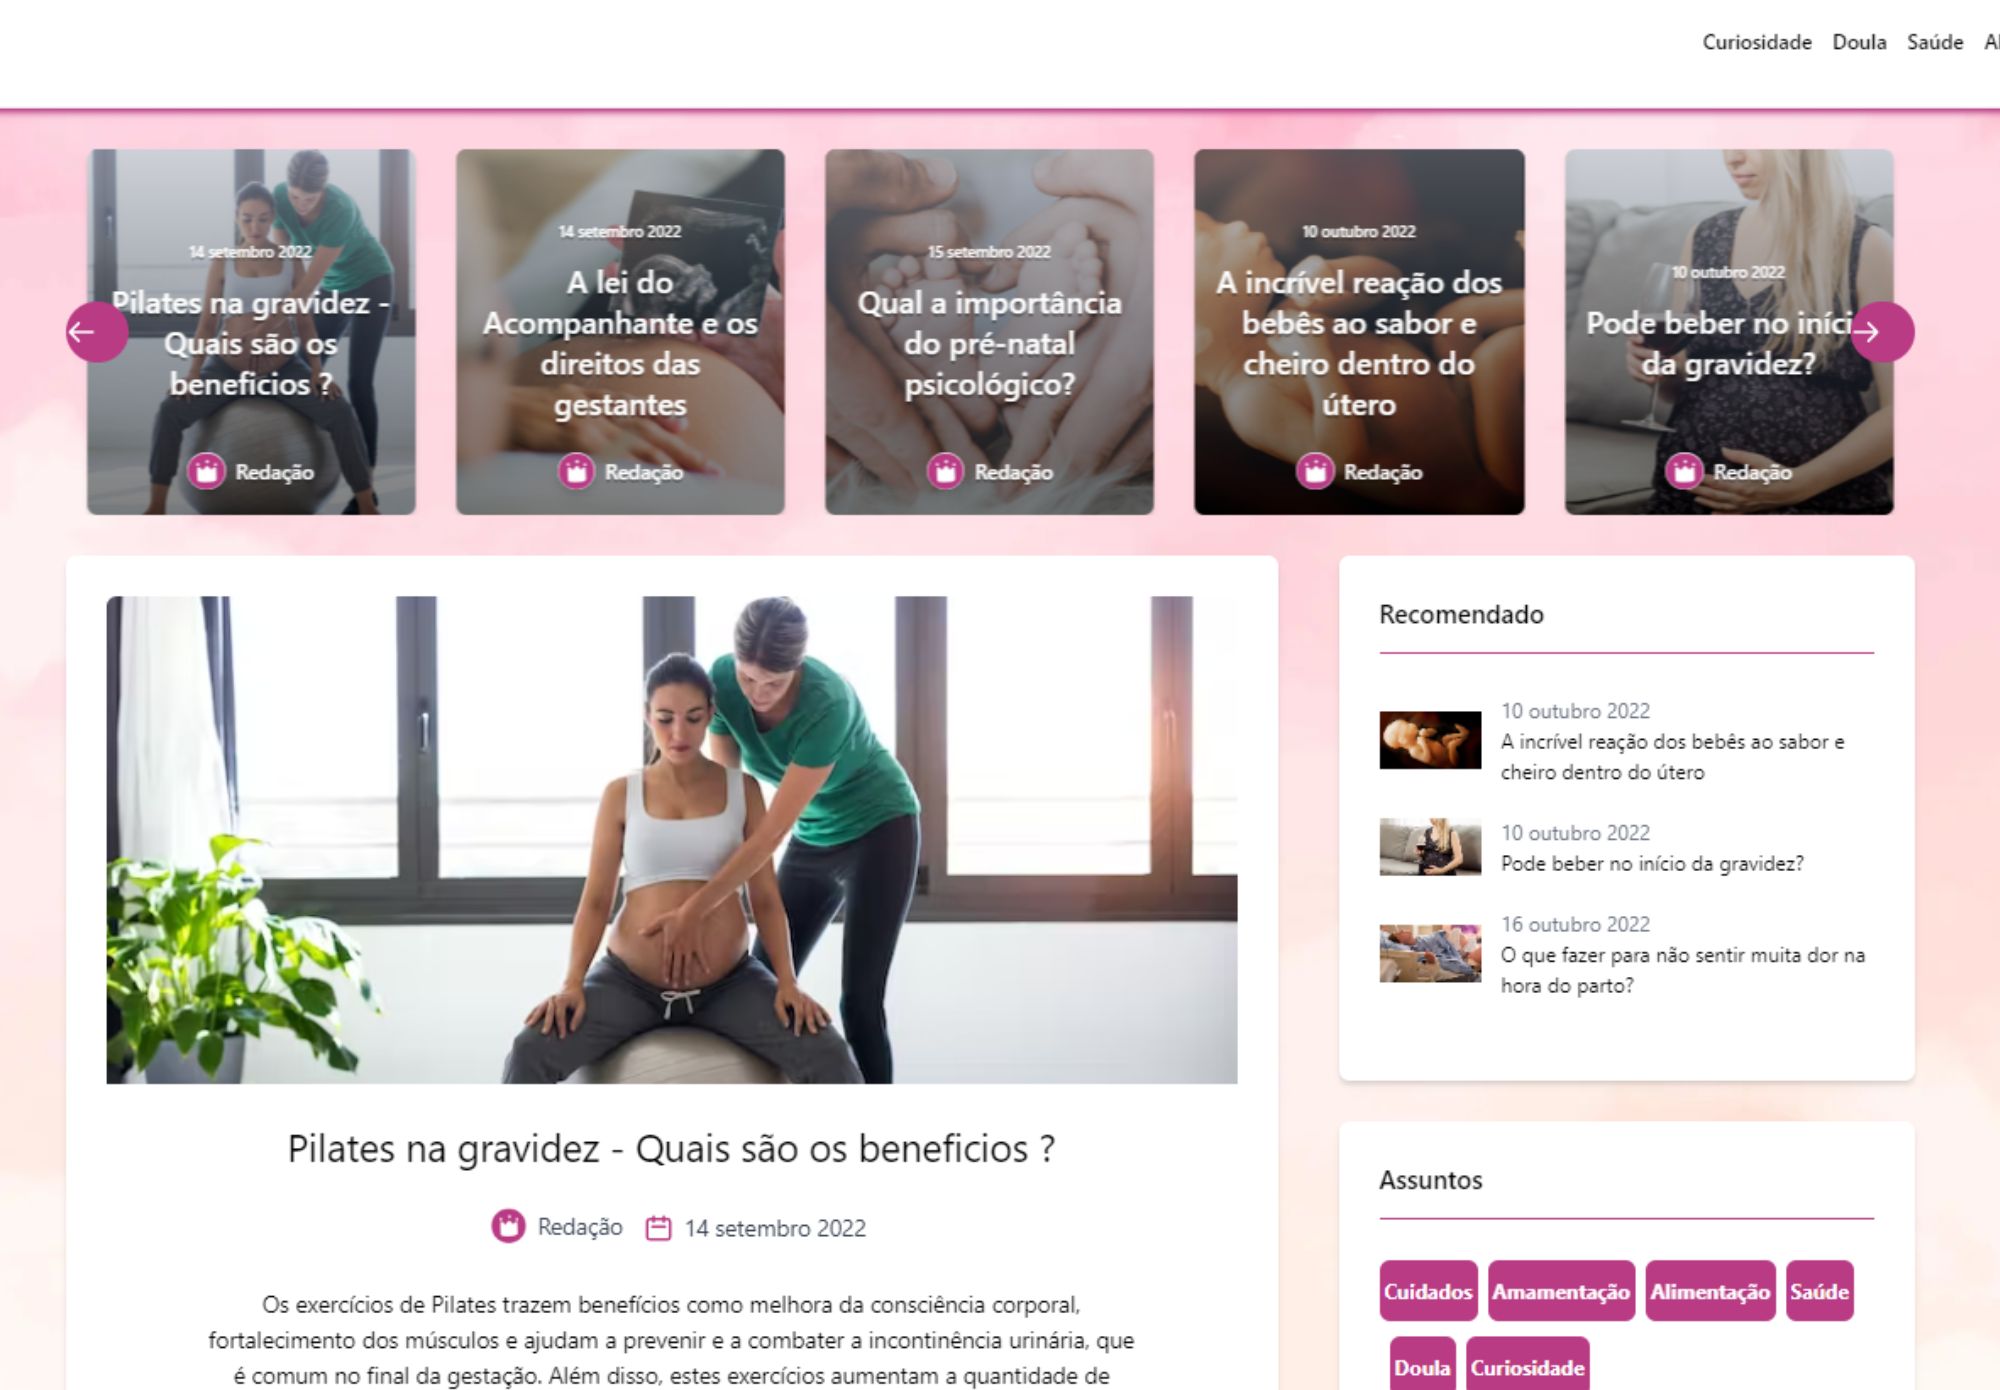 Curiosidade Doula Saúde
14 setembro 2022
Pilates na gravidez -
Quais são os
beneficios ?
Redação
14 setembro 2022
A lei do
Acompanhante e os
direitos das
gestantes
Redação
15 setembro 2022
Qual a importância
do pré-natal
psicológico?
Redação
10 outubro 2022
A incrível reação dos
bebês ao sabor e
cheiro dentro do
útero
Redação
10 outubro 2022
Pode beber no iníci
da gravidez?
Redação
Pilates na gravidez - Quais são os beneficios ?
Redação 14 setembro 2022
Os exercícios de Pilates trazem benefícios como melhora da consciência corporal,
fortalecimento dos músculos e ajudam a prevenir e a combater a incontinência urinária, que
é comum no final da gestação. Além disso, estes exercícios aumentam a quantidade de
Recomendado
10 outubro 2022
A incrível reação dos bebês ao sabor e
cheiro dentro do útero
10 outubro 2022
Pode beber no início da gravidez?
16 outubro 2022
O que fazer para não sentir muita dor na
hora do parto?
Assuntos
Cuidados Amamentação Alimentação Saúde
Doula Curiosidade